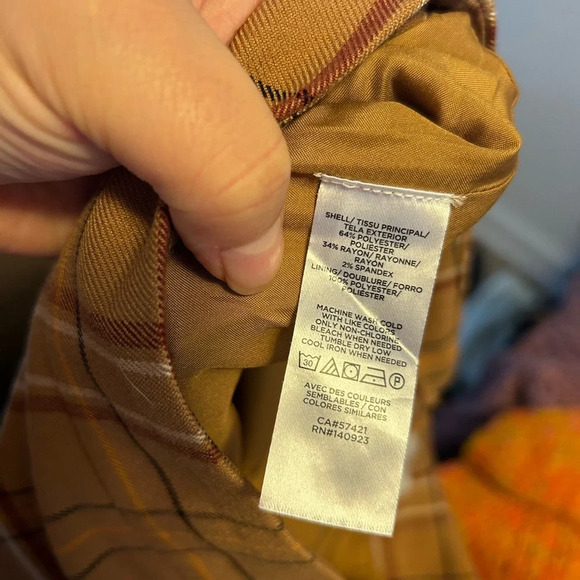 SHELL/ TISSU PRINCIPAL/
TELA EXTERIOR
64% POLYESTER/
POLIESTER
34% RAYON/ RAYONNE/
RAYON
2% SPANDEX
LINING/ DOUBLURE/ FORRO
100% POLYESTER/
POLIÉSTER
MACHINE WASH COLD
WITH LIKE COLORS
ONLY NON-CHLORINE
BLEACH WHEN NEEDED
TUMBLE DRY LOW
COOL IRON WHEN NEEDED
30 P
AVEC DES COULEURS
SEMBLABLES / CON
COLORES SIMILARES
CA#57421
RN#140923